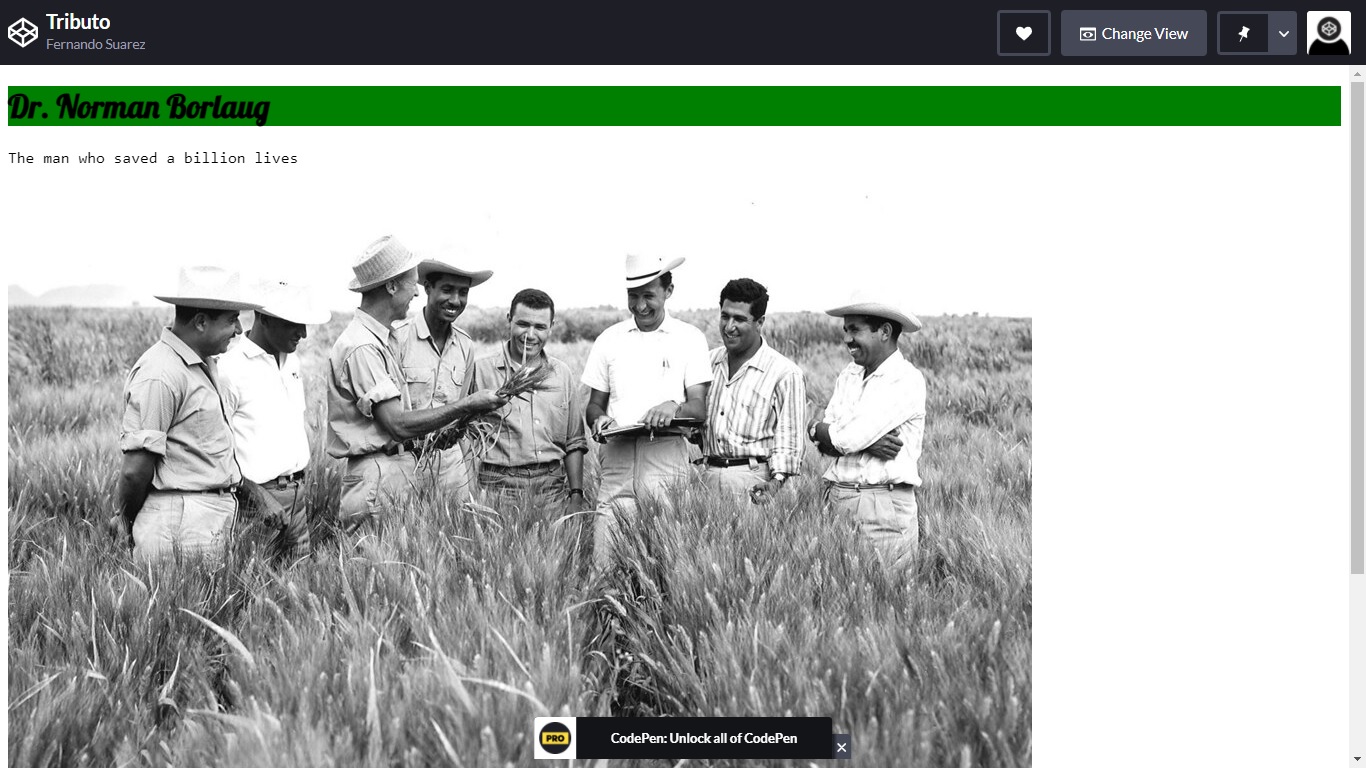 Tributo
Fernando Suarez
Change View
Dr. Norman Borlaug
The man who saved a billion lives
PRO
CodePen: Unlock all of CodePen